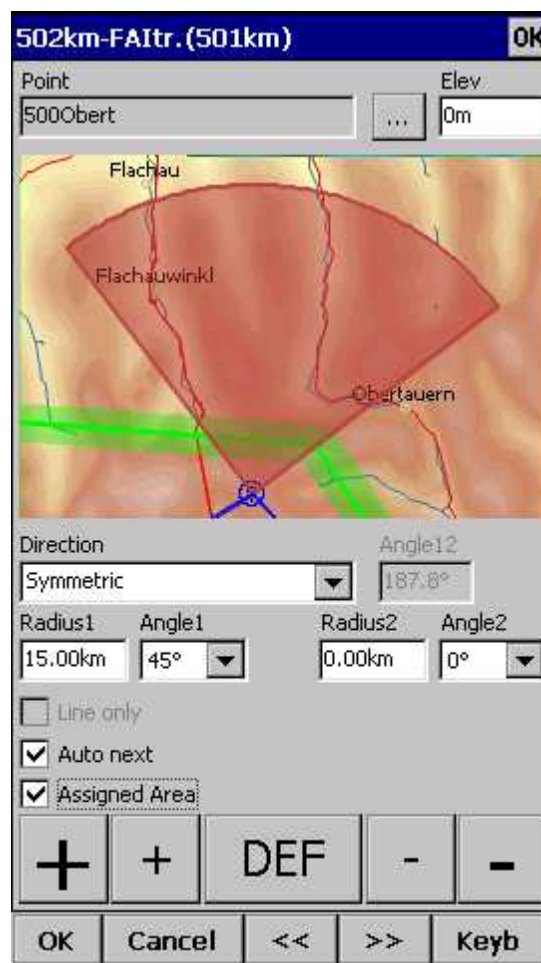 502km-FAItr.(501km) OK
Point Elev
500Obert ... 0m
Flachau
Flachauwinkl
Obertauern
Direction Angle12
Symmetric 187.8°
Radius1 Angle1 Radius2 Angle2
15.00km 45° 0.00km 0°
Line only
Auto next
Assigned Area
+ + DEF - -
OK Cancel << >> Keyb